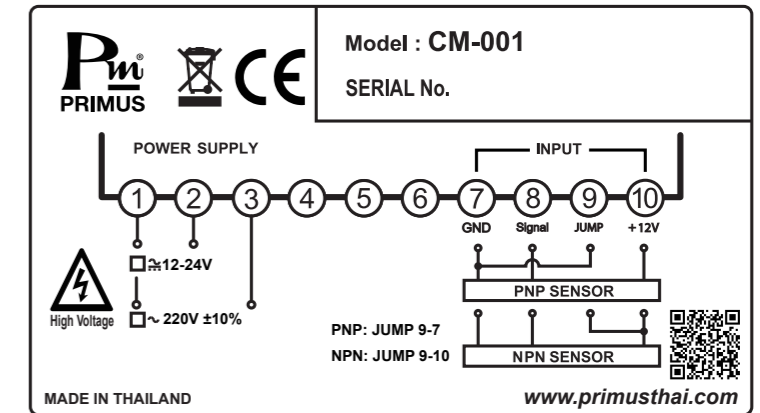 Pm
PRIMUS
CE
Model : CM-001
SERIAL No.
POWER SUPPLY
INPUT
1 2 3 4 5 6 7 8 9 10
GND Signal JUMP +12V
≂12-24V
PNP SENSOR
High Voltage
~ 220V ±10%
PNP: JUMP 9-7
NPN: JUMP 9-10
NPN SENSOR
MADE IN THAILAND
www.primusthai.com